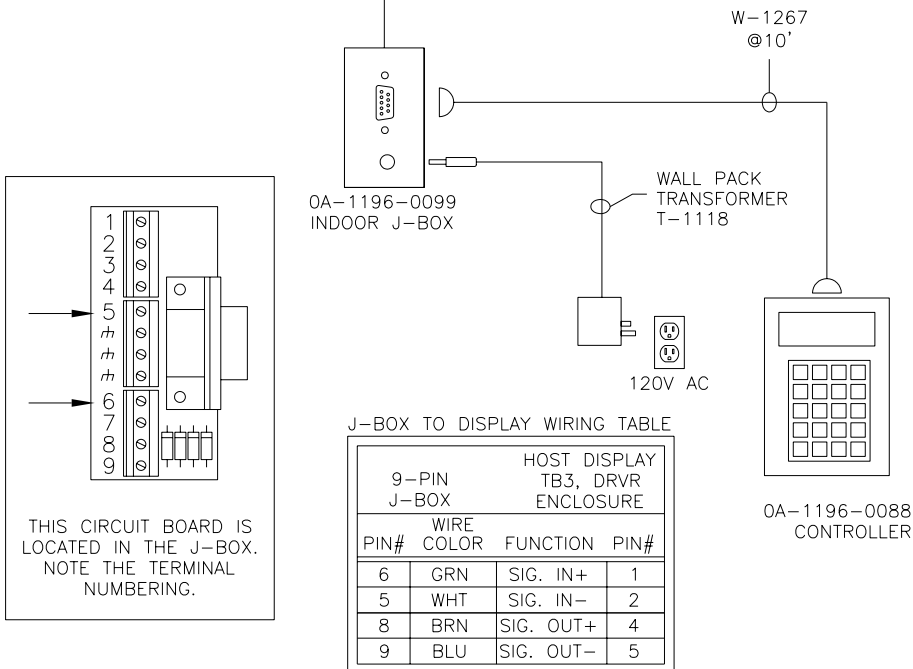 W-1267
@10'
0A-1196-0099
INDOOR J-BOX
WALL PACK
TRANSFORMER
T-1118
120V AC
0A-1196-0088
CONTROLLER
1
2
3
4
5
6
7
8
9
THIS CIRCUIT BOARD IS
LOCATED IN THE J-BOX.
NOTE THE TERMINAL
NUMBERING.
J-BOX TO DISPLAY WIRING TABLE
9-PIN
J-BOX
HOST DISPLAY
TB3, DRVR
ENCLOSURE
PIN# WIRE COLOR FUNCTION PIN#
6 GRN SIG. IN+ 1
5 WHT SIG. IN- 2
8 BRN SIG. OUT+ 4
9 BLU SIG. OUT- 5